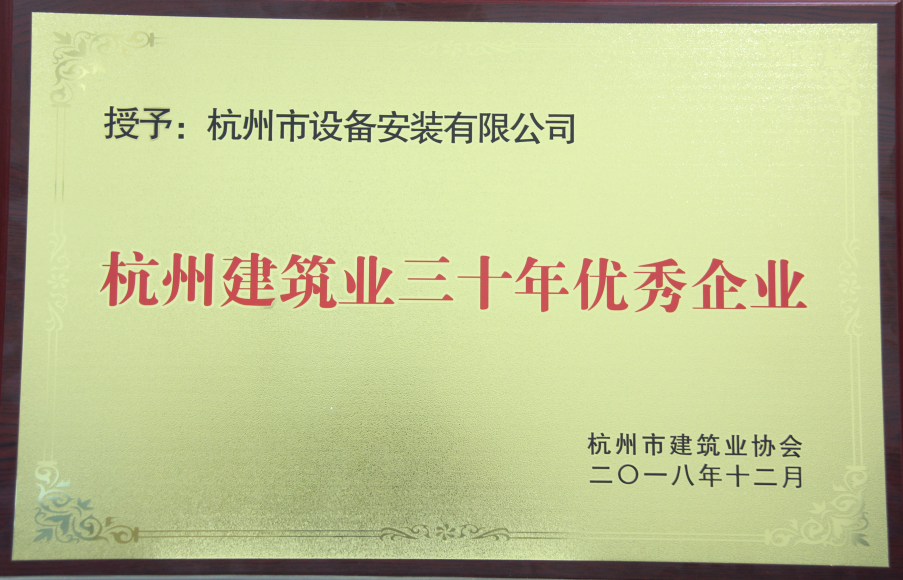 授予：杭州市设备安装有限公司
杭州建筑业三十年优秀企业
杭州市建筑业协会
二〇一八年十二月